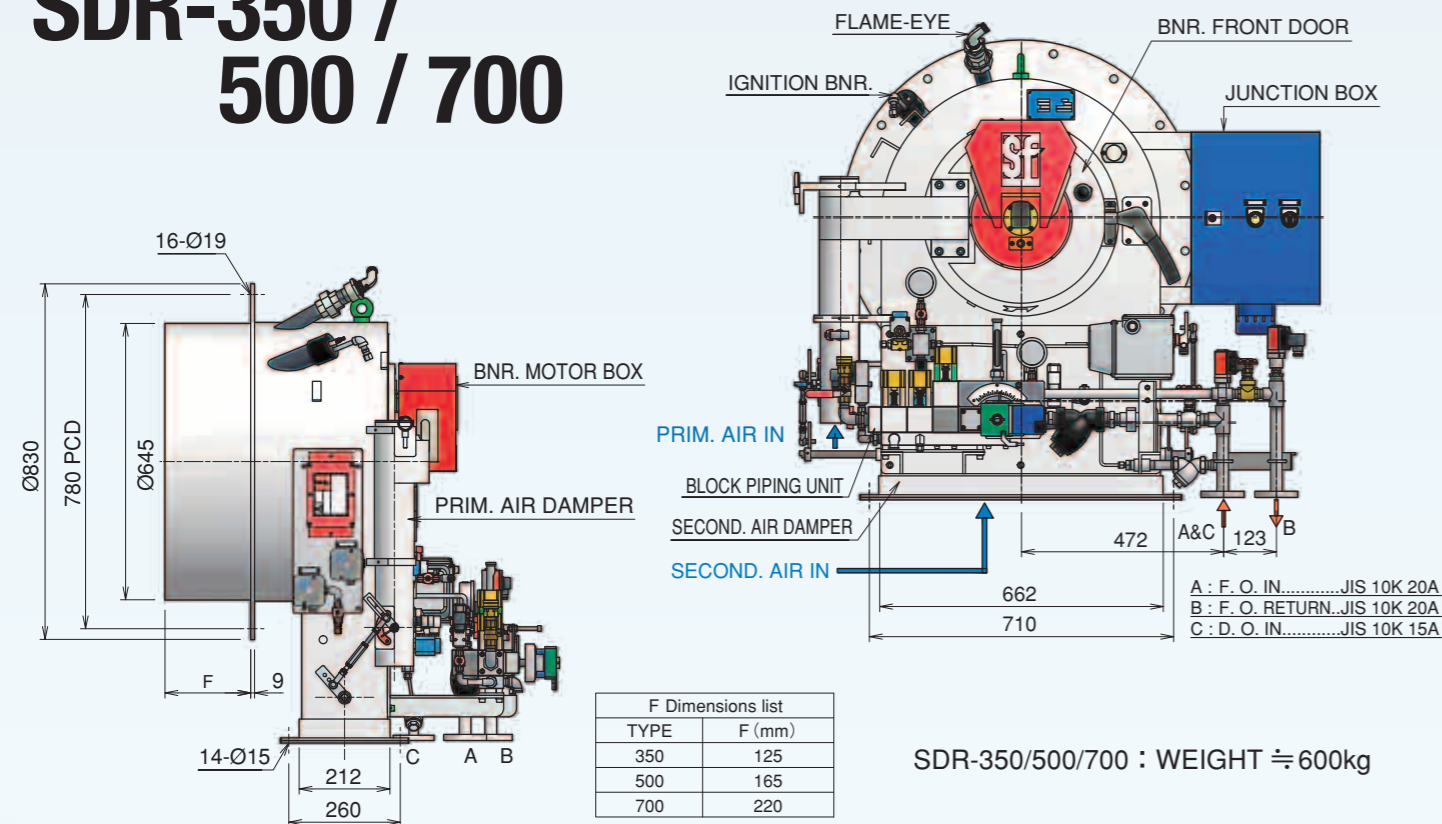 SDR-350 /
500 / 700
FLAME-EYE
BNR. FRONT DOOR
IGNITION BNR.
JUNCTION BOX
Sf
16-Ø19
BNR. MOTOR BOX
Ø830
780 PCD
Ø645
PRIM. AIR IN
PRIM. AIR DAMPER
BLOCK PIPING UNIT
SECOND. AIR DAMPER
SECOND. AIR IN
472
A&C
123
B
662
710
A : F. O. IN............JIS 10K 20A
B : F. O. RETURN..JIS 10K 20A
C : D. O. IN............JIS 10K 15A
F
9
14-Ø15
C
A
B
212
260
F Dimensions list
TYPE F(mm)
350 125
500 165
700 220
SDR-350/500/700:WEIGHT ≒600kg